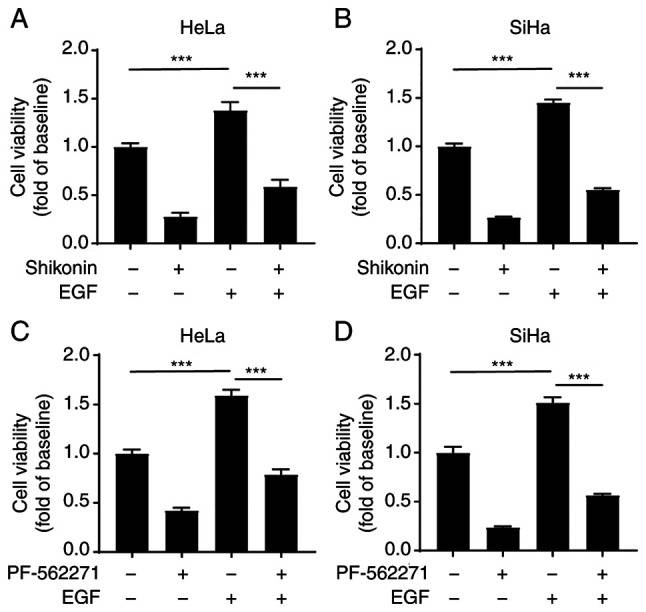 A HeLa
Cell viability
(fold of baseline)
2.0
1.5
1.0
0.5
0.0
***
***
Shikonin − + − +
EGF − − + +
B SiHa
Cell viability
(fold of baseline)
2.0
1.5
1.0
0.5
0.0
***
***
Shikonin − + − +
EGF − − + +
C HeLa
Cell viability
(fold of baseline)
2.0
1.5
1.0
0.5
0.0
***
***
PF-562271 − + − +
EGF − − + +
D SiHa
Cell viability
(fold of baseline)
2.0
1.5
1.0
0.5
0.0
***
***
PF-562271 − + − +
EGF − − + +